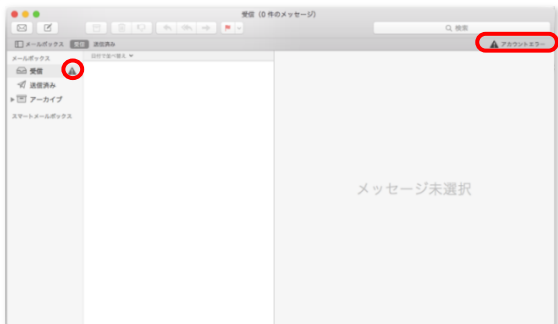 受信 (0 件のメッセージ)
検索
メールボックス 受信 送信済み
アカウントエラー
メールボックス
日付で並べ替え
受信
送信済み
アーカイブ
スマートメールボックス
メッセージ未選択